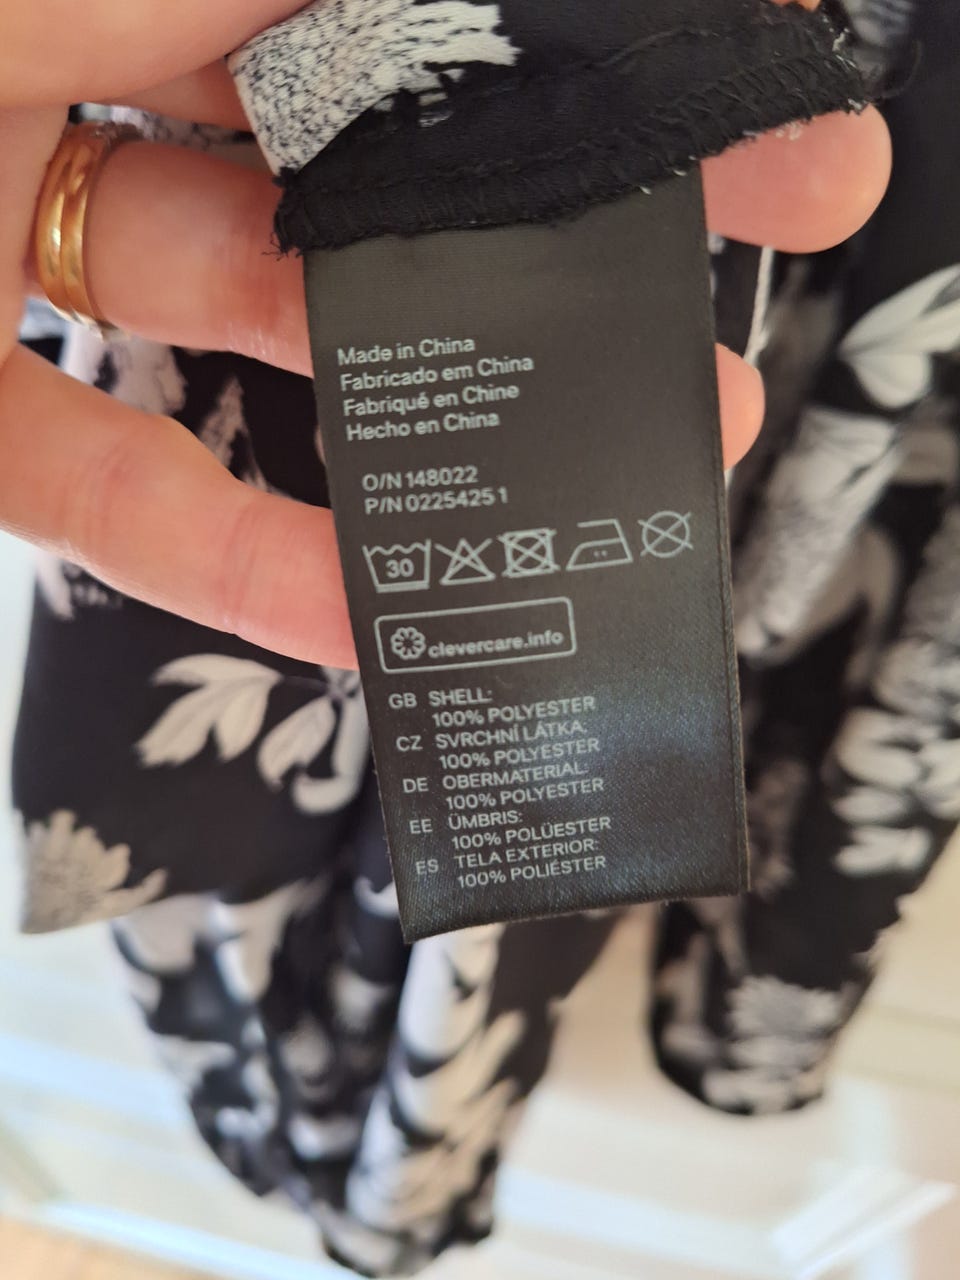 Made in China
Fabricado em China
Fabriqué en Chine
Hecho en China
O/N 148022
P/N 0225425 1
30
clevercare.info
GB SHELL:
100% POLYESTER
CZ SVRCHNÍ LÁTKA:
100% POLYESTER
DE OBERMATERIAL:
100% POLYESTER
EE ÜMBRIS:
100% POLÜESTER
ES TELA EXTERIOR:
100% POLIÉSTER